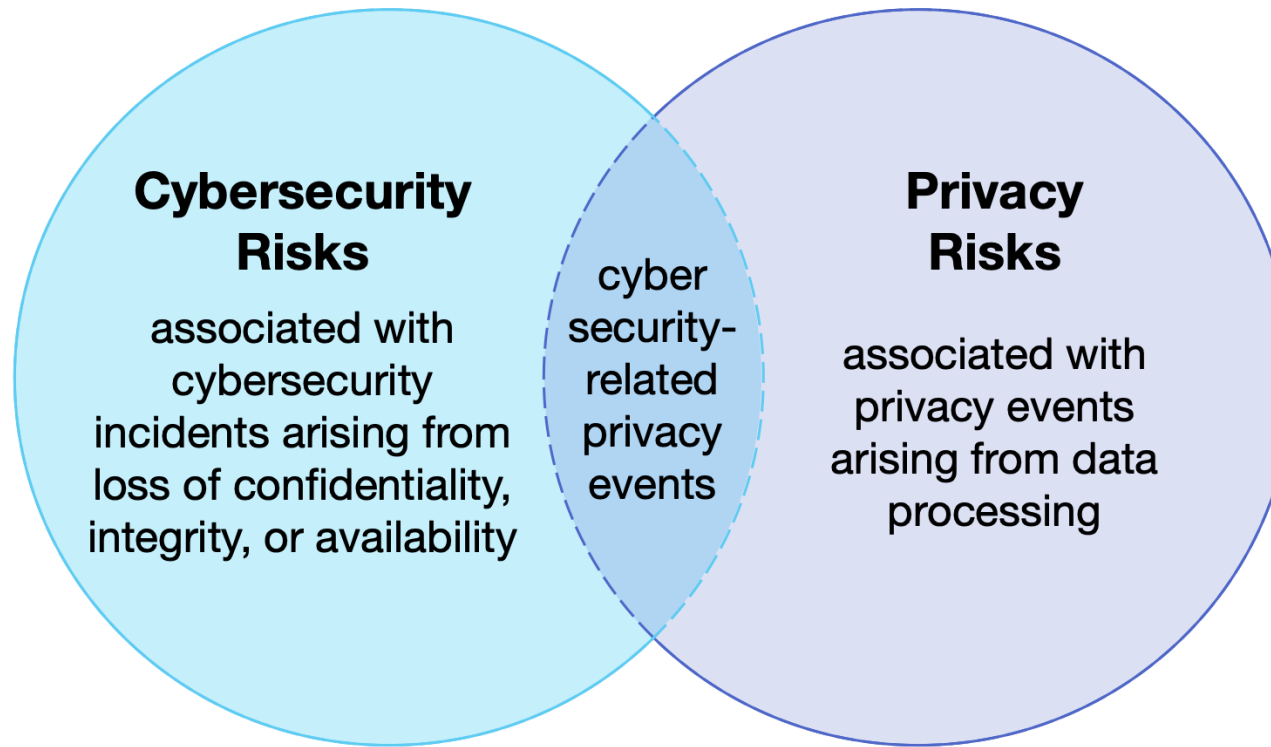 Cybersecurity
Risks
associated with
cybersecurity
incidents arising from
loss of confidentiality,
integrity, or availability
cyber
security-
related
privacy
events
Privacy
Risks
associated with
privacy events
arising from data
processing